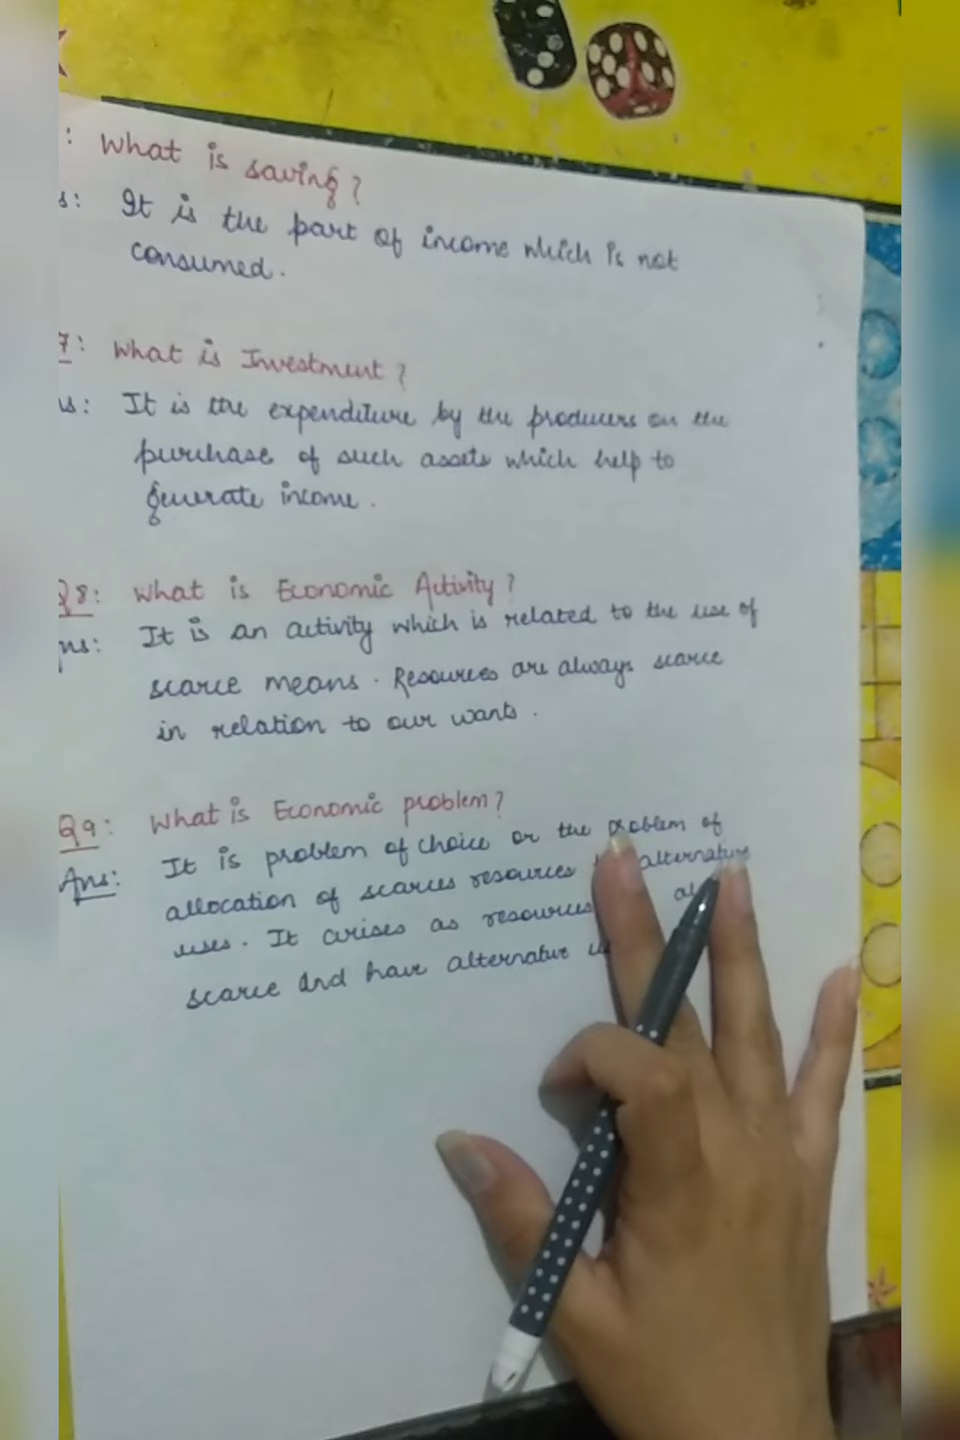 : What is saving?
s: It is the part of income which is not
consumed.
7: What is Investment?
ns: It is the expenditure by the producers on the
purchase of such assets which help to
generate income.
Q8: What is Economic Activity?
Ans: It is an activity which is related to the use of
scarce means. Resources are always scarce
in relation to our wants.
Q9: What is Economic problem?
Ans: It is problem of choice or the problem of
allocation of scarces resources alternative
uses. It arises as resources
scarce and have alternative